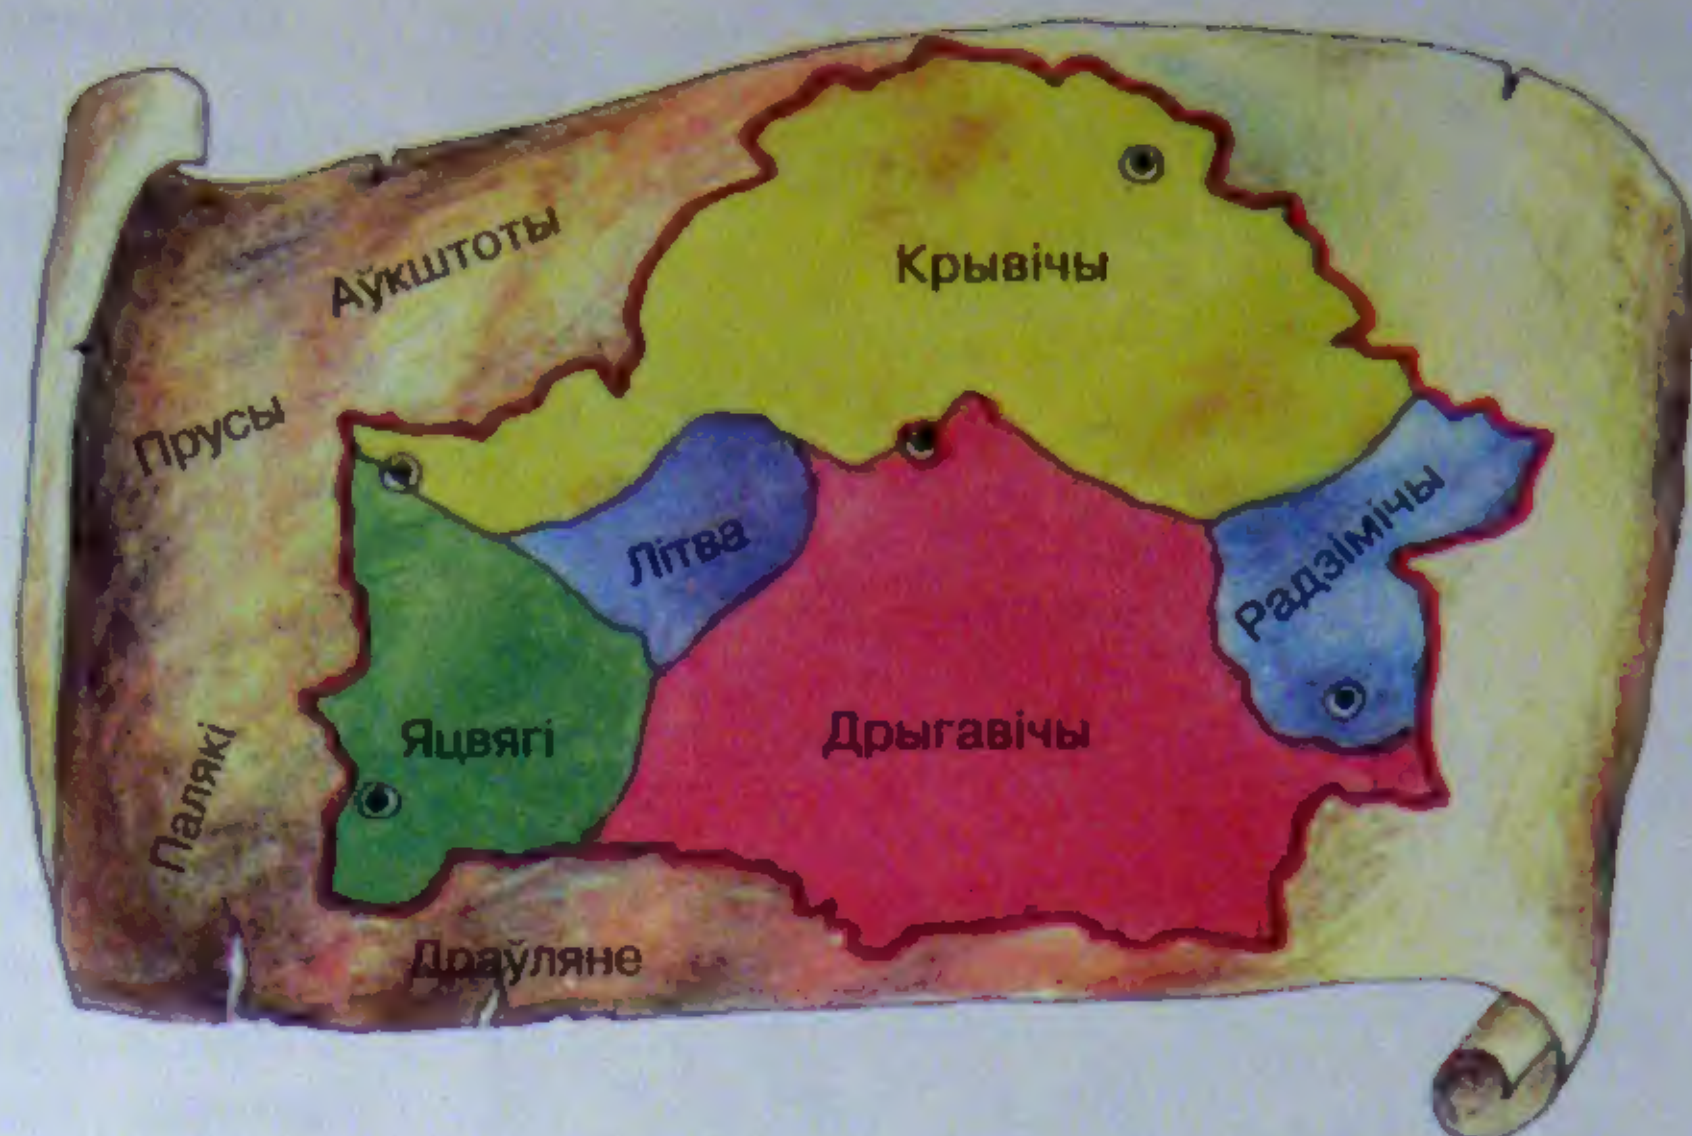 Аўкштоты
Крывічы
Прусы
Літва
Радзімічы
Яцвягі
Дрыгавічы
Палякі
Драўляне